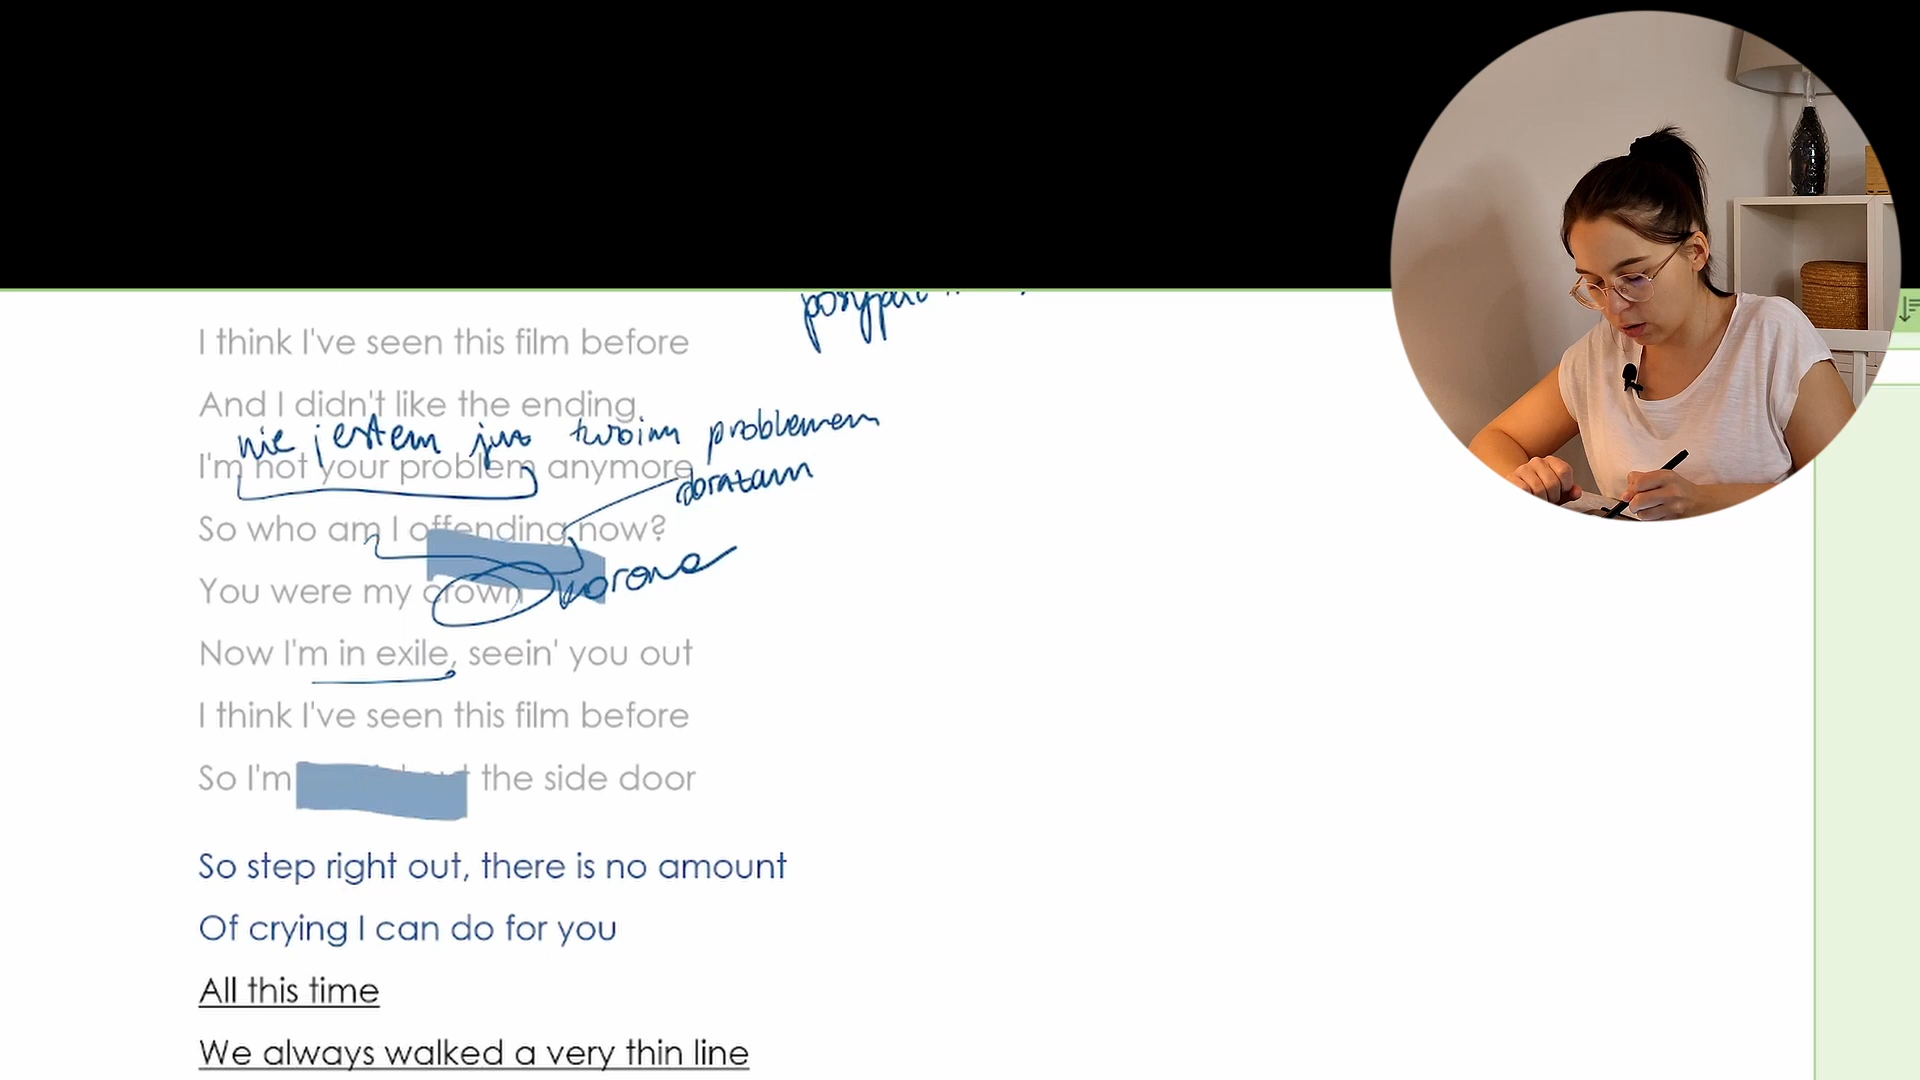 I think I've seen this film before
And I didn't like the ending
nie jestem już twoim problemem
I'm not your problem anymore
obrażam
So who am I offending now?
korona
You were my crown
Now I'm in exile, seein' you out
I think I've seen this film before
So I'm the side door
So step right out, there is no amount
Of crying I can do for you
All this time
We always walked a very thin line